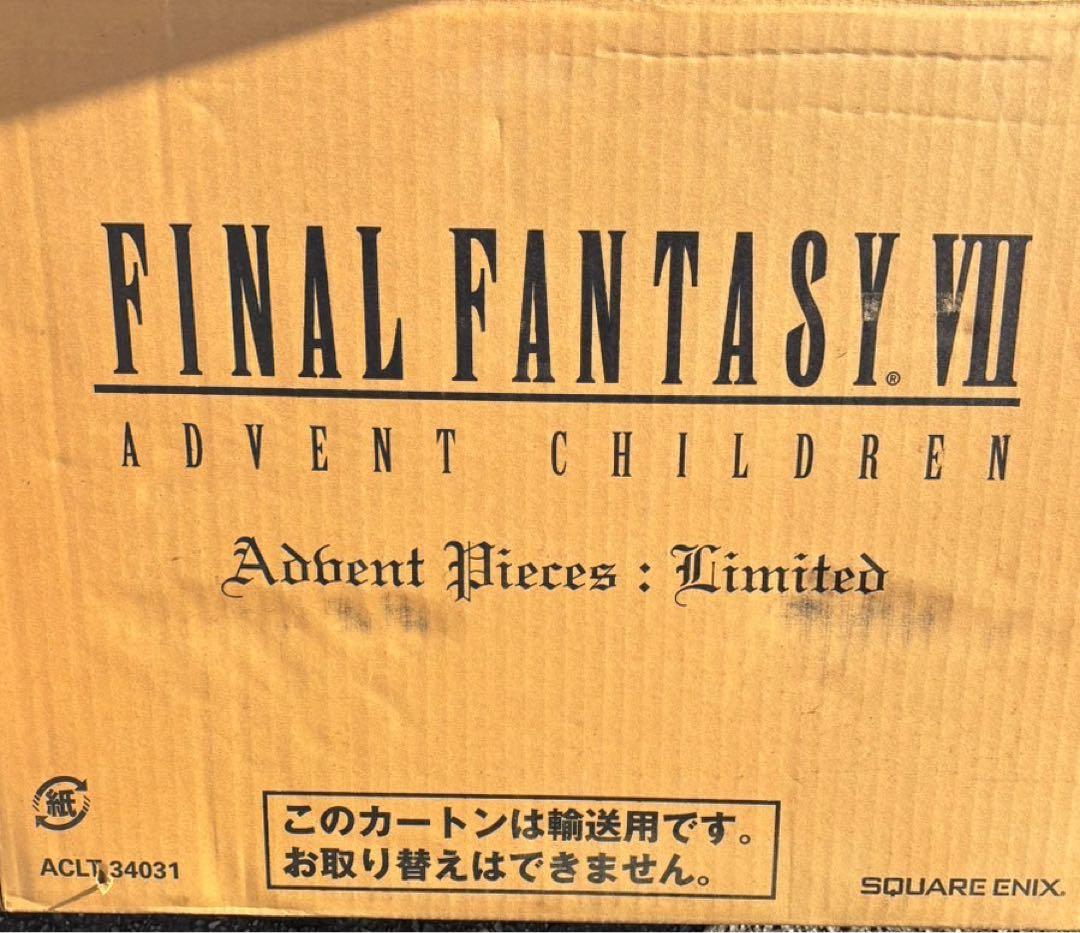 FINAL FANTASY® VII
ADVENT CHILDREN
Advent Pieces : Limited
紙
このカートンは輸送用です。
お取り替えはできません。
ACLT 34031
SQUARE ENIX.